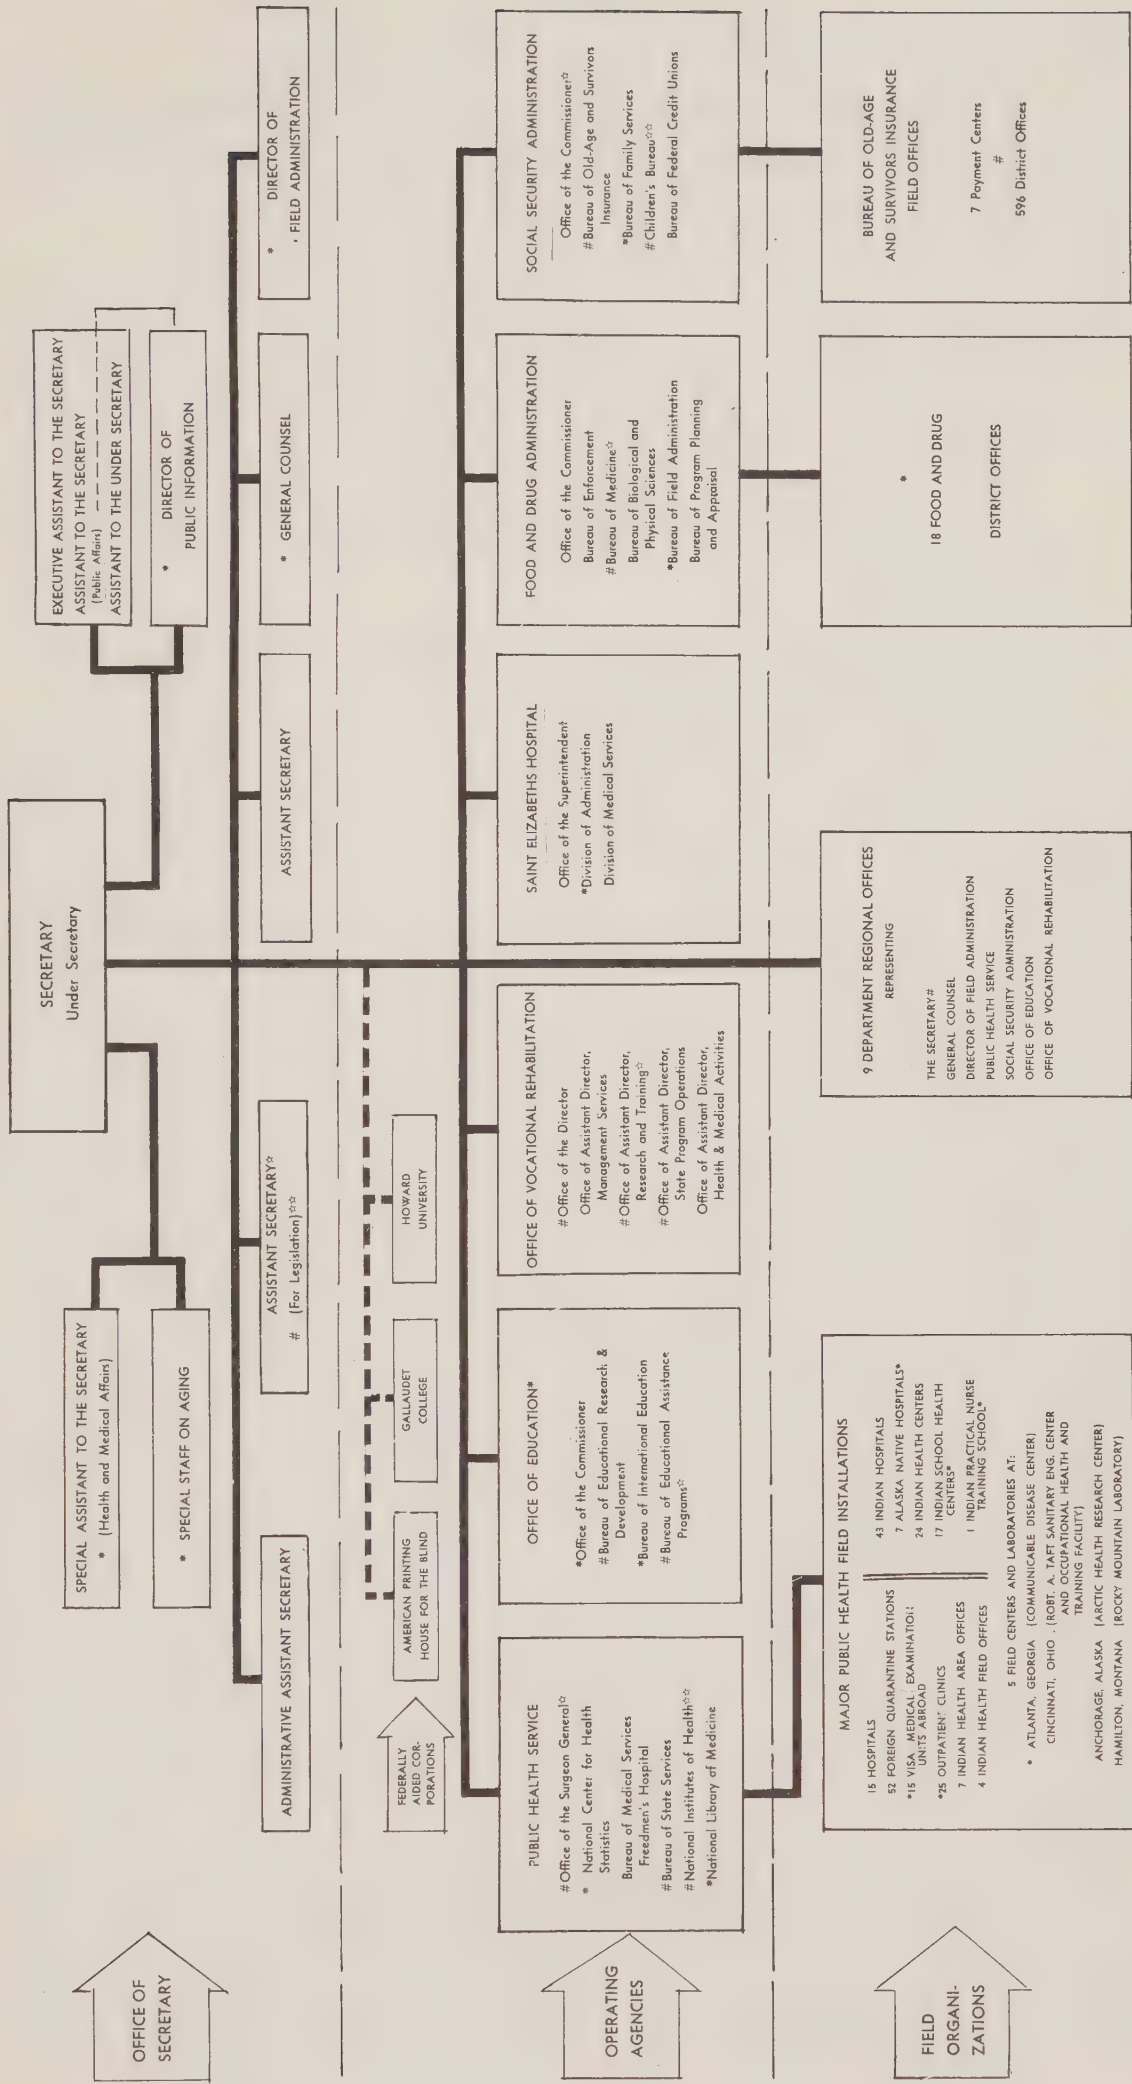 OFFICE OF
SECRETARY
SECRETARY
Under Secretary
SPECIAL ASSISTANT TO THE SECRETARY
* (Health and Medical Affairs)
* SPECIAL STAFF ON AGING
EXECUTIVE ASSISTANT TO THE SECRETARY
ASSISTANT TO THE SECRETARY
(Public Affairs)
ASSISTANT TO THE UNDER SECRETARY
*
DIRECTOR OF
PUBLIC INFORMATION
ADMINISTRATIVE ASSISTANT SECRETARY
ASSISTANT SECRETARY☆
# (For Legislation)☆☆
ASSISTANT SECRETARY
* GENERAL COUNSEL
*
DIRECTOR OF
. FIELD ADMINISTRATION
FEDERALLY
AIDED COR-
PORATIONS
AMERICAN PRINTING
HOUSE FOR THE BLIND
GALLAUDET
COLLEGE
HOWARD
UNIVERSITY
OPERATING
AGENCIES
PUBLIC HEALTH SERVICE
#Office of the Surgeon General☆
* National Center for Health
Statistics
Bureau of Medical Services
Freedmen's Hospital
#Bureau of State Services
#National Institutes of Health☆☆
*National Library of Medicine
OFFICE OF EDUCATION*
*Office of the Commissioner
#Bureau of Educational Research &
Development
*Bureau of International Education
#Bureau of Educational Assistance
Programs☆
OFFICE OF VOCATIONAL REHABILITATION
#Office of the Director
Office of Assistant Director,
Management Services
#Office of Assistant Director,
Research and Training☆
#Office of Assistant Director,
State Program Operations
Office of Assistant Director,
Health & Medical Activities
SAINT ELIZABETHS HOSPITAL
Office of the Superintendent
*Division of Administration
Division of Medical Services
FOOD AND DRUG ADMINISTRATION
Office of the Commissioner
Bureau of Enforcement
#Bureau of Medicine☆
Bureau of Biological and
Physical Sciences
*Bureau of Field Administration
Bureau of Program Planning
and Appraisal
SOCIAL SECURITY ADMINISTRATION
Office of the Commissioner☆
#Bureau of Old-Age and Survivors
Insurance
*Bureau of Family Services
#Children's Bureau☆☆
Bureau of Federal Credit Unions
FIELD
ORGANI-
ZATIONS
MAJOR PUBLIC HEALTH FIELD INSTALLATIONS
15 HOSPITALS
52 FOREIGN QUARANTINE STATIONS
*15 VISA MEDICAL EXAMINATION
UNITS ABROAD
*25 OUTPATIENT CLINICS
7 INDIAN HEALTH AREA OFFICES
4 INDIAN HEALTH FIELD OFFICES
43 INDIAN HOSPITALS
7 ALASKA NATIVE HOSPITALS*
24 INDIAN HEALTH CENTERS
17 INDIAN SCHOOL HEALTH
CENTERS*
1 INDIAN PRACTICAL NURSE
TRAINING SCHOOL*
5 FIELD CENTERS AND LABORATORIES AT:
* ATLANTA, GEORGIA (COMMUNICABLE DISEASE CENTER)
CINCINNATI, OHIO . (ROBT. A. TAFT SANITARY ENG. CENTER
AND OCCUPATIONAL HEALTH AND
TRAINING FACILITY)
ANCHORAGE, ALASKA (ARCTIC HEALTH RESEARCH CENTER)
HAMILTON, MONTANA (ROCKY MOUNTAIN LABORATORY)
9 DEPARTMENT REGIONAL OFFICES
REPRESENTING
THE SECRETARY#
GENERAL COUNSEL
DIRECTOR OF FIELD ADMINISTRATION
PUBLIC HEALTH SERVICE
SOCIAL SECURITY ADMINISTRATION
OFFICE OF EDUCATION
OFFICE OF VOCATIONAL REHABILITATION
*
18 FOOD AND DRUG
DISTRICT OFFICES
BUREAU OF OLD-AGE
AND SURVIVORS INSURANCE
FIELD OFFICES
7 Payment Centers
#
596 District Offices